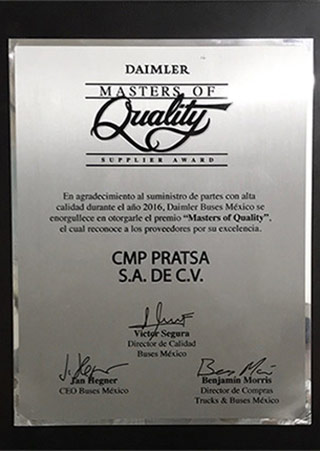 DAIMLER
MASTERS OF
Quality
SUPPLIER AWARD
En agradecimiento al suministro de partes con alta
calidad durante el año 2016, Daimler Buses México se
enorgullece en otorgarle el premio “Masters of Quality”,
el cual reconoce a los proveedores por su excelencia.
CMP PRATSA
S.A. DE C.V.
Victor Segura
Director de Calidad
Buses México
Jan Hegner
CEO Buses México
Benjamín Morris
Director de Compras
Trucks & Buses México